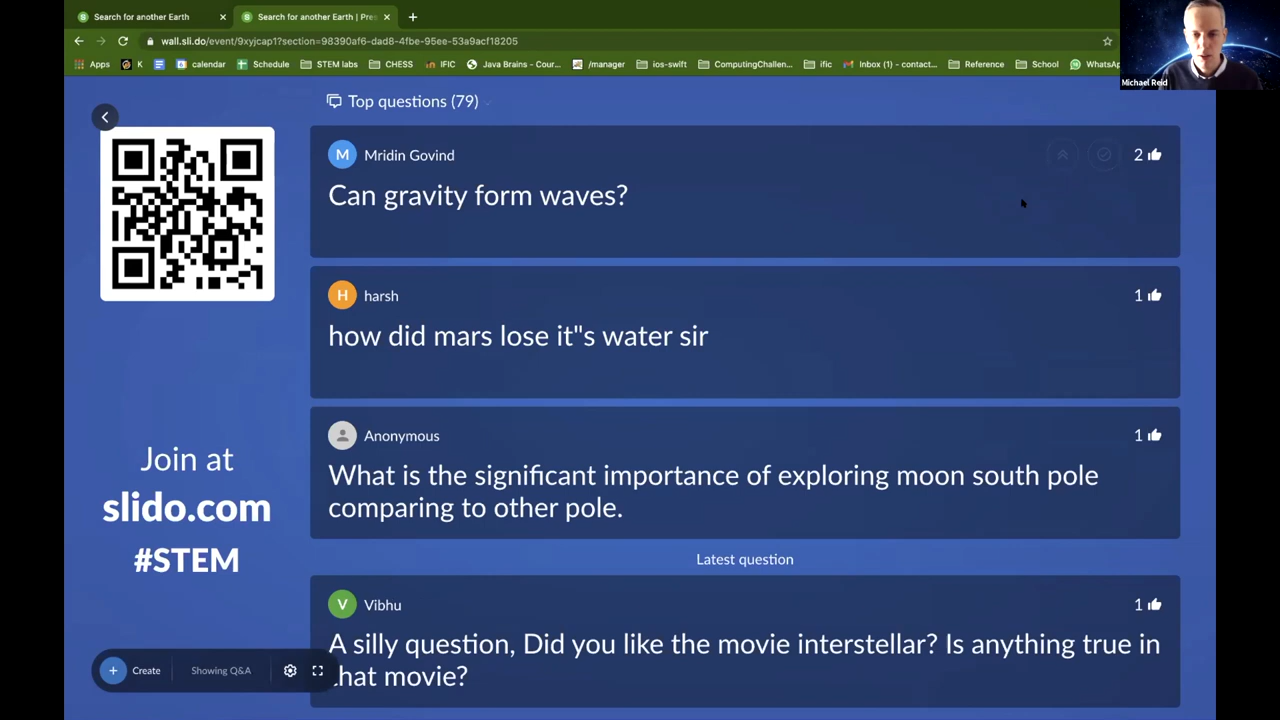 Search for another Earth
Search for another Earth | Pres
wall.sli.do/event/9xyjcap1?section=98390af6-dad8-4fbe-95ee-53a9acf18205
Apps
K
calendar
Schedule
STEM labs
CHESS
IFIC
Java Brains - Cour...
/manager
ios-swift
ComputingChallen...
ific
Inbox (1) - contact...
Reference
School
WhatsAp
Michael Reid
Top questions (79)
M
Mridin Govind
2
Can gravity form waves?
H
harsh
1
how did mars lose it"s water sir
Anonymous
1
What is the significant importance of exploring moon south pole
comparing to other pole.
Latest question
V
Vibhu
1
A silly question, Did you like the movie interstellar? Is anything true in
that movie?
Join at
slido.com
#STEM
Create
Showing Q&A